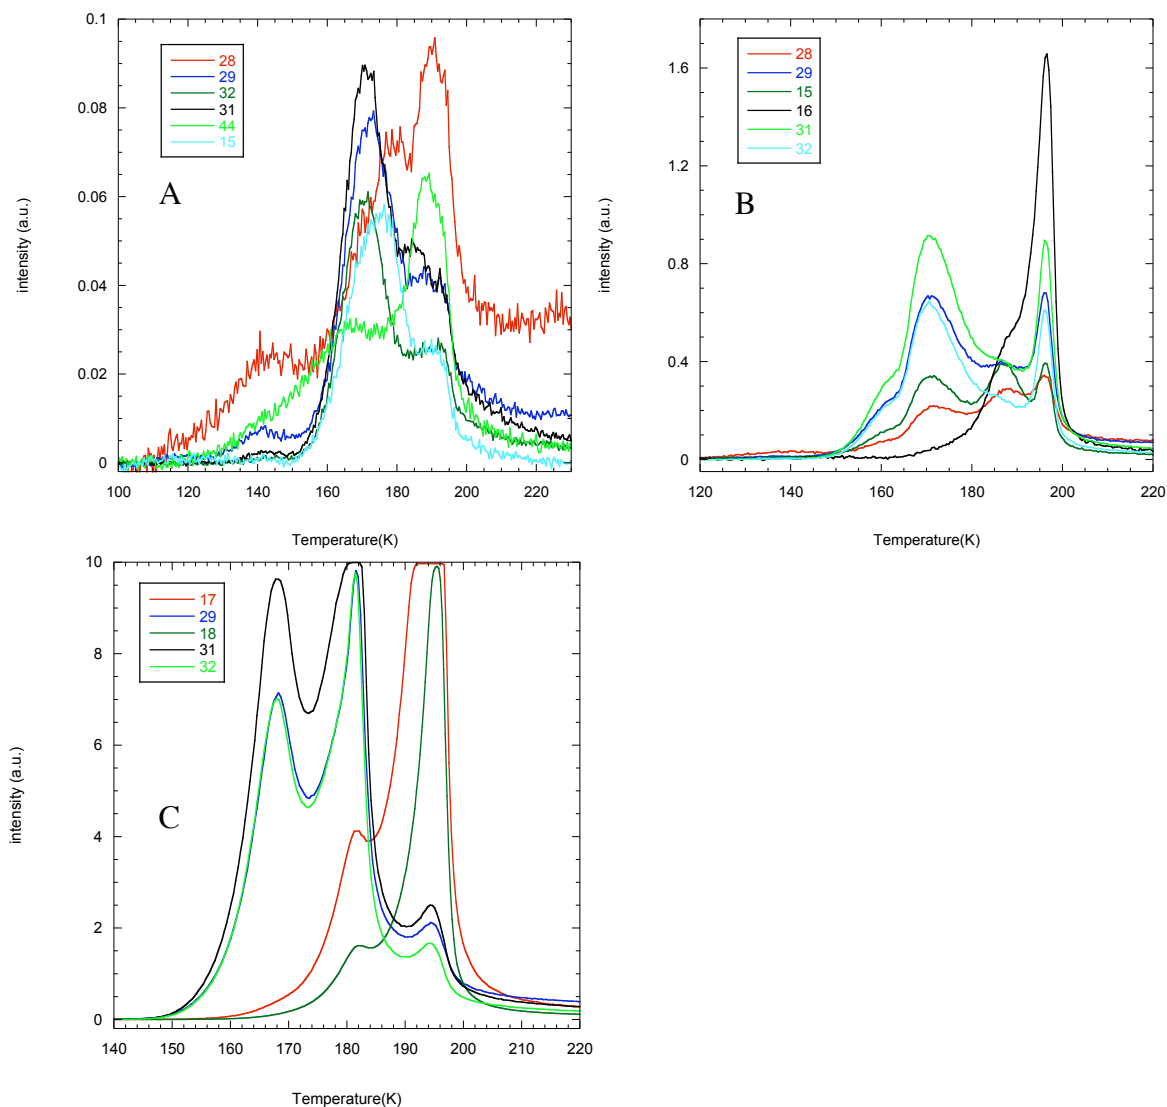 0.1
0.08
0.06
0.04
0.02
0
intensity (a.u.)
28
29
32
31
44
15
A
100 120 140 160 180 200 220
Temperature(K)
1.6
1.2
0.8
0.4
0
intensity (a.u.)
28
29
15
16
31
32
B
120 140 160 180 200 220
Temperature(K)
10
8
6
4
2
0
intensity (a.u.)
17
29
18
31
32
C
140 150 160 170 180 190 200 210 220
Temperature(K)